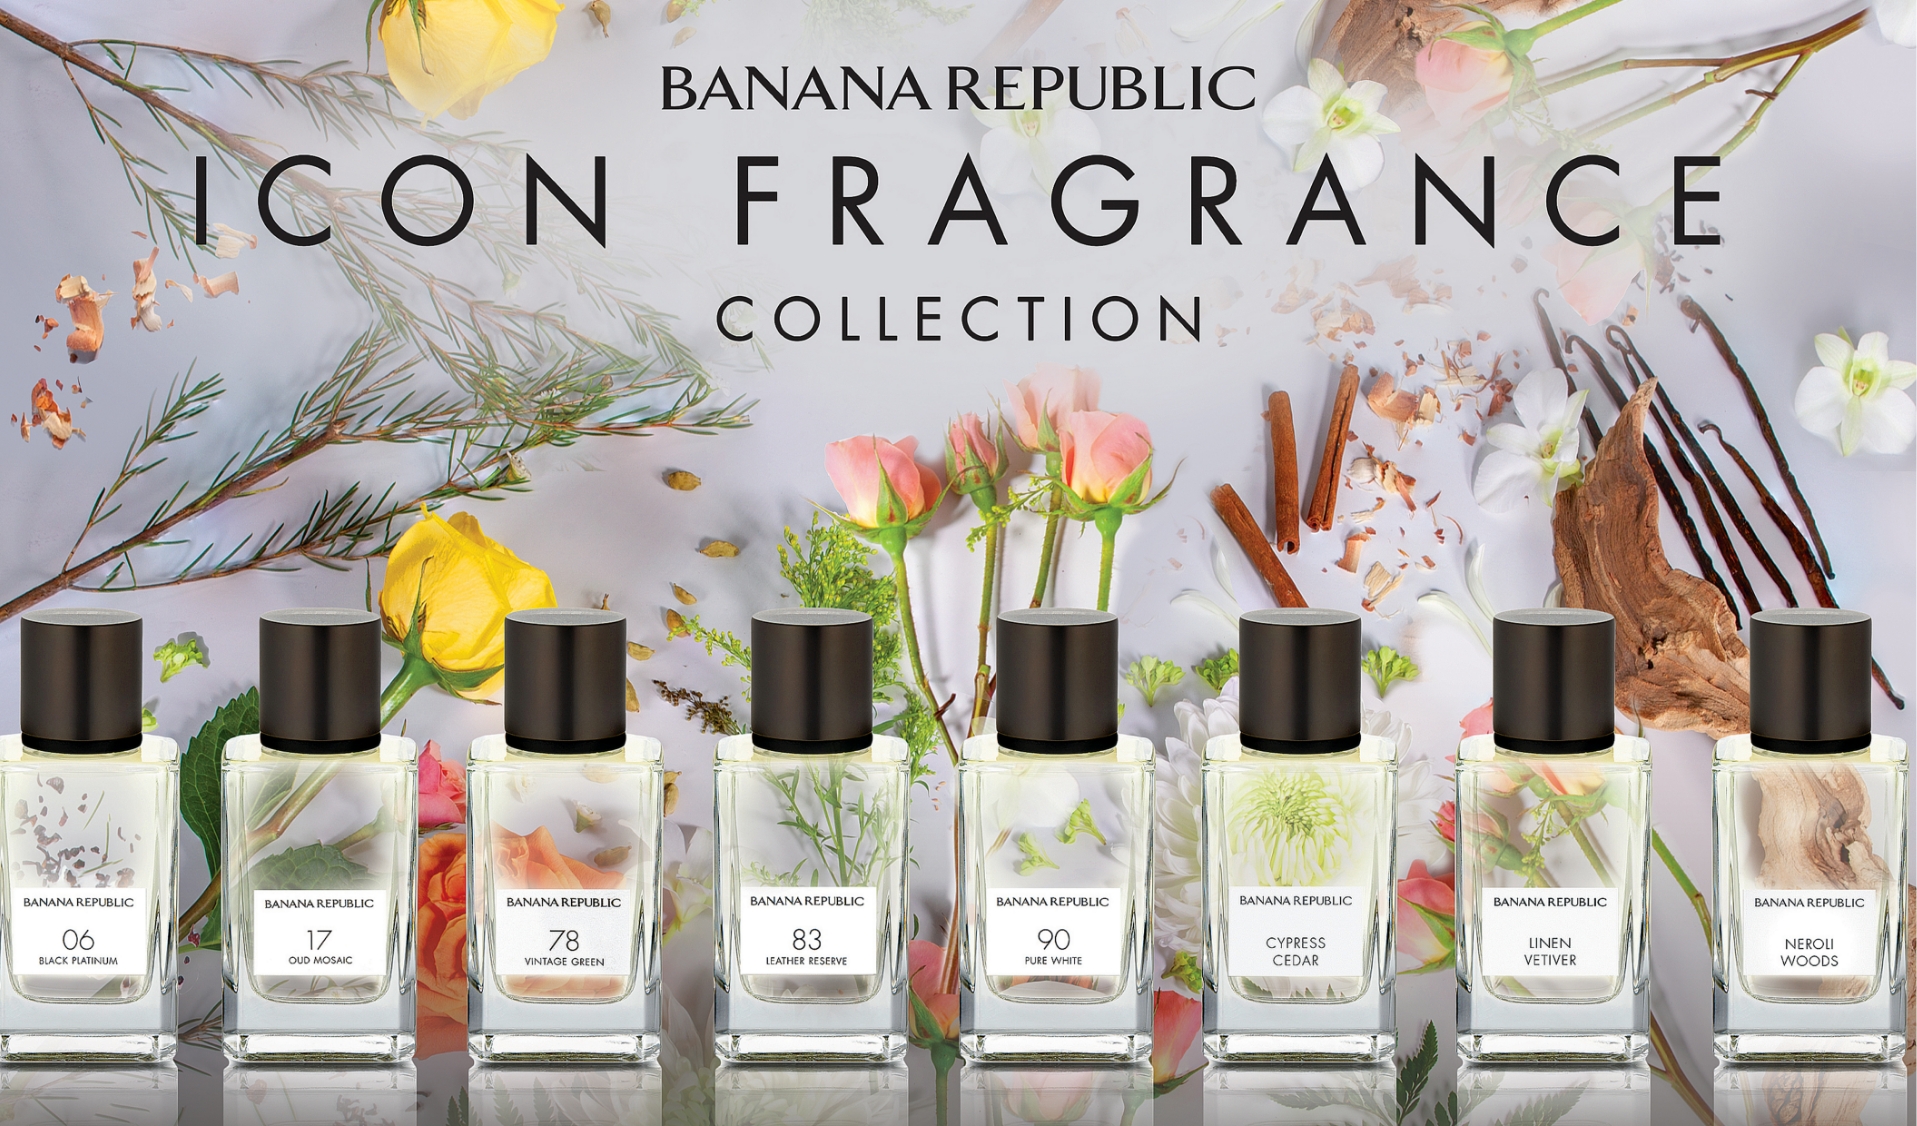 BANANA REPUBLIC
ICON FRAGRANCE
COLLECTION
BANANA REPUBLIC
06
BLACK PLATINUM
BANANA REPUBLIC
17
OUD MOSAIC
BANANA REPUBLIC
78
VINTAGE GREEN
BANANA REPUBLIC
83
LEATHER RESERVE
BANANA REPUBLIC
90
PURE WHITE
BANANA REPUBLIC
CYPRESS
CEDAR
BANANA REPUBLIC
LINEN
VETIVER
BANANA REPUBLIC
NEROLI
WOODS